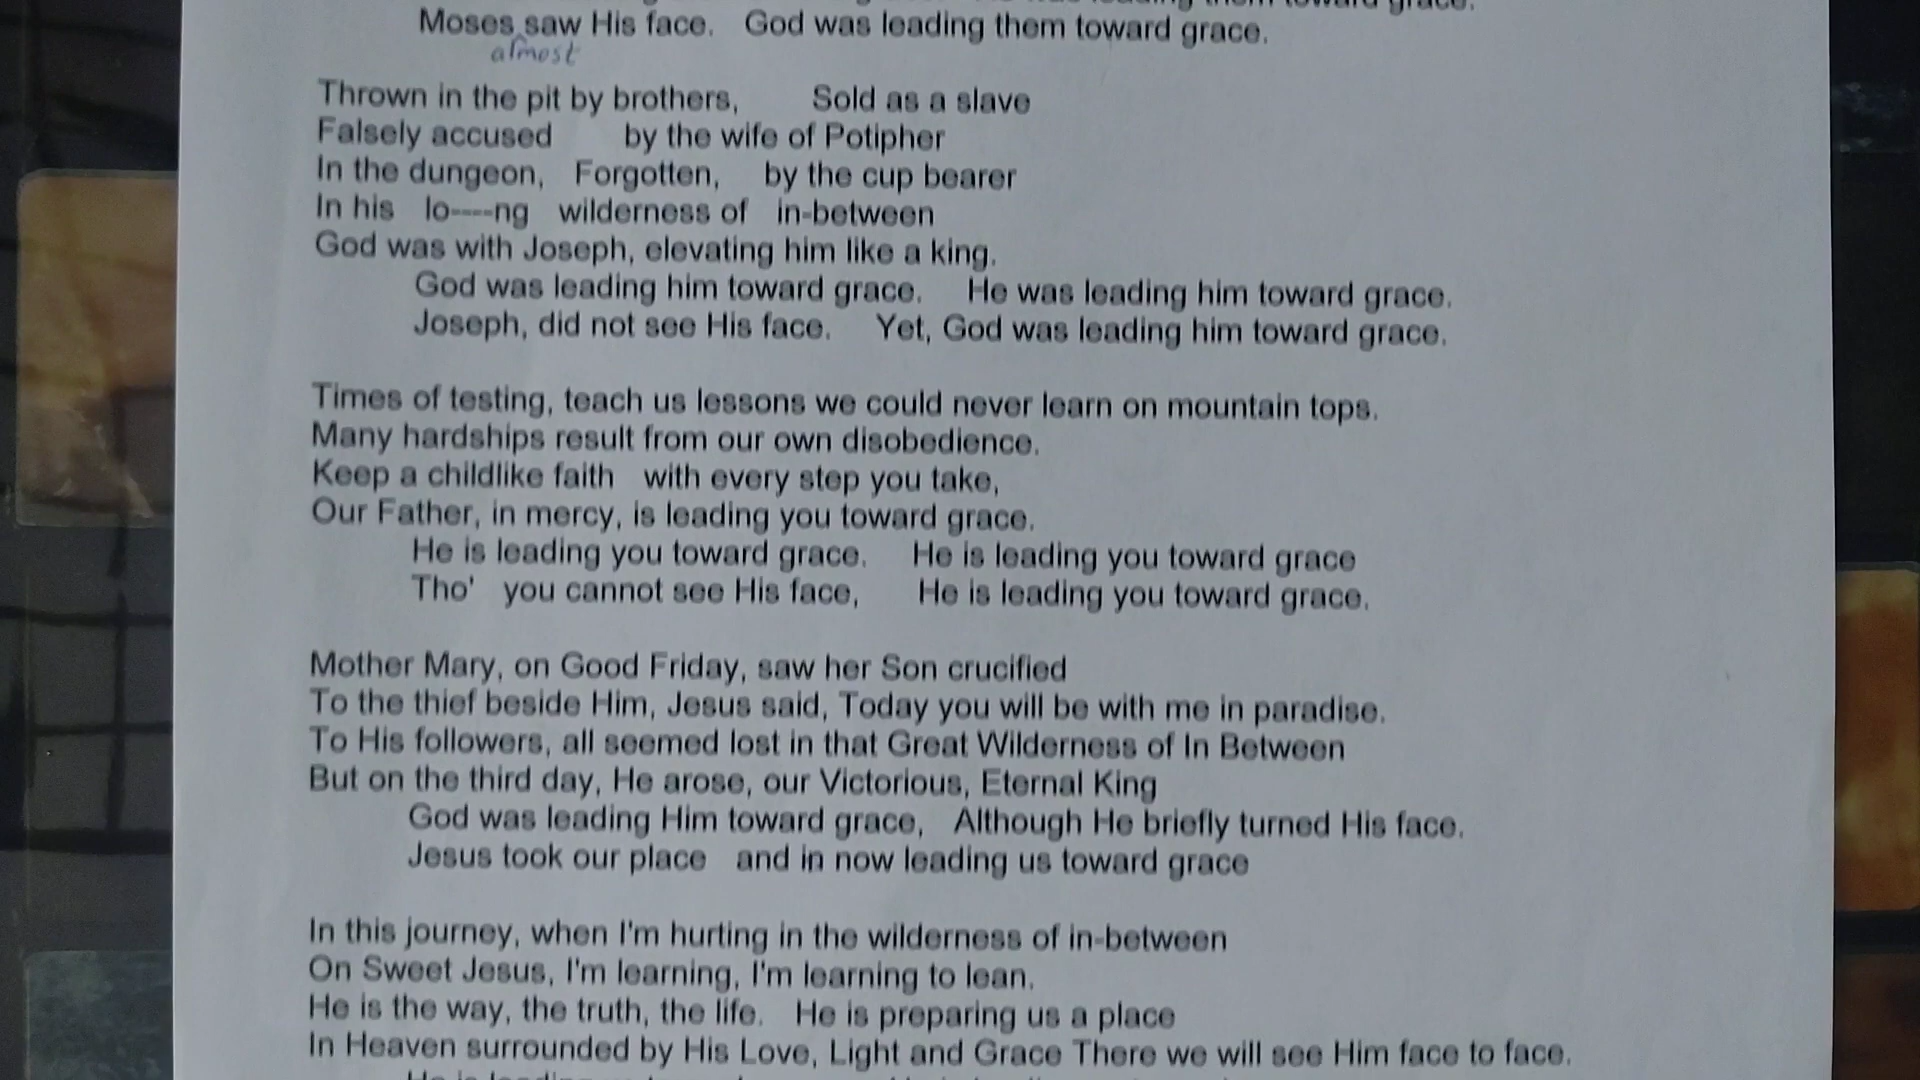 toward grace.
Moses saw His face. God was leading them toward grace.
almost
Thrown in the pit by brothers, Sold as a slave
Falsely accused by the wife of Potipher
In the dungeon, Forgotten, by the cup bearer
In his lo----ng wilderness of in-between
God was with Joseph, elevating him like a king.
God was leading him toward grace. He was leading him toward grace.
Joseph, did not see His face. Yet, God was leading him toward grace.
Times of testing, teach us lessons we could never learn on mountain tops.
Many hardships result from our own disobedience.
Keep a childlike faith with every step you take,
Our Father, in mercy, is leading you toward grace.
He is leading you toward grace. He is leading you toward grace
Tho' you cannot see His face, He is leading you toward grace.
Mother Mary, on Good Friday, saw her Son crucified
To the thief beside Him, Jesus said, Today you will be with me in paradise.
To His followers, all seemed lost in that Great Wilderness of In Between
But on the third day, He arose, our Victorious, Eternal King
God was leading Him toward grace, Although He briefly turned His face.
Jesus took our place and in now leading us toward grace
In this journey, when I'm hurting in the wilderness of in-between
On Sweet Jesus, I'm learning, I'm learning to lean.
He is the way, the truth, the life. He is preparing us a place
In Heaven surrounded by His Love, Light and Grace There we will see Him face to face.